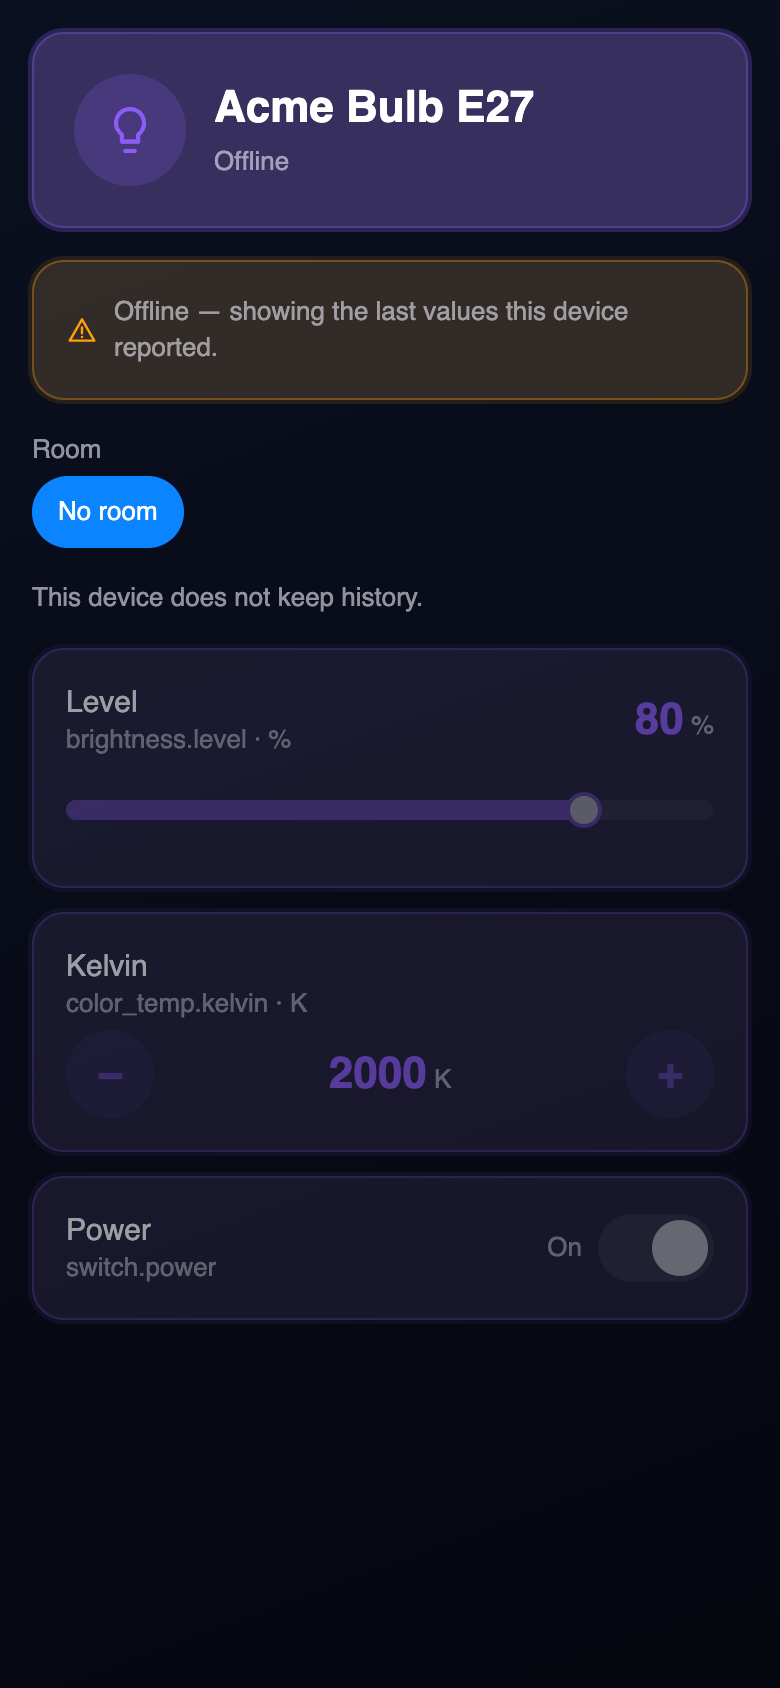 Acme Bulb E27
Offline
Offline — showing the last values this device
reported.
Room
No room
This device does not keep history.
Level
brightness.level · %
80 %
Kelvin
color_temp.kelvin · K
− 2000 K +
Power
switch.power
On